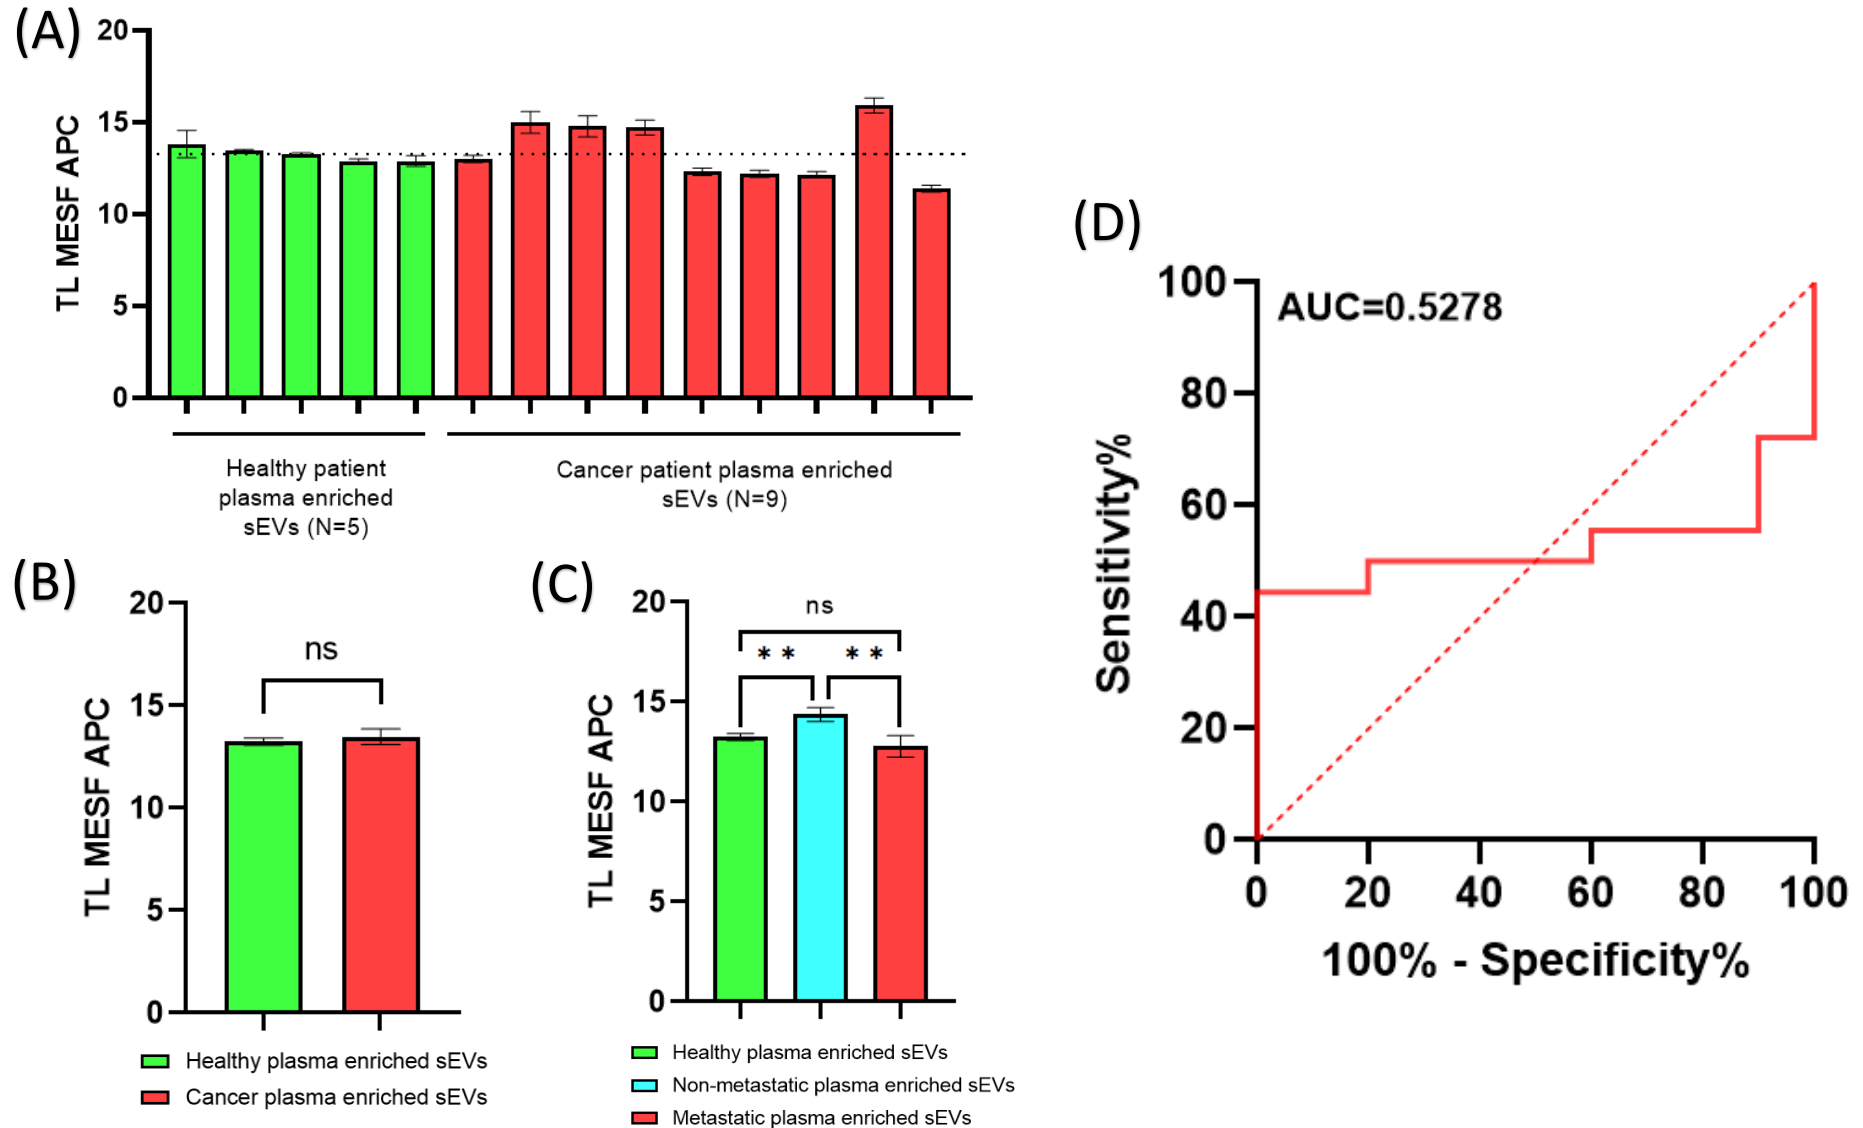 (A)
20
15
10
5
0
TL MESF APC
Healthy patient
plasma enriched
sEVs (N=5)
Cancer patient plasma enriched
sEVs (N=9)
(B)
20
15
10
5
0
TL MESF APC
ns
Healthy plasma enriched sEVs
Cancer plasma enriched sEVs
(C)
20
15
10
5
0
TL MESF APC
ns
** **
Healthy plasma enriched sEVs
Non-metastatic plasma enriched sEVs
Metastatic plasma enriched sEVs
(D)
AUC=0.5278
100
80
60
40
20
0
Sensitivity%
0 20 40 60 80 100
100% - Specificity%